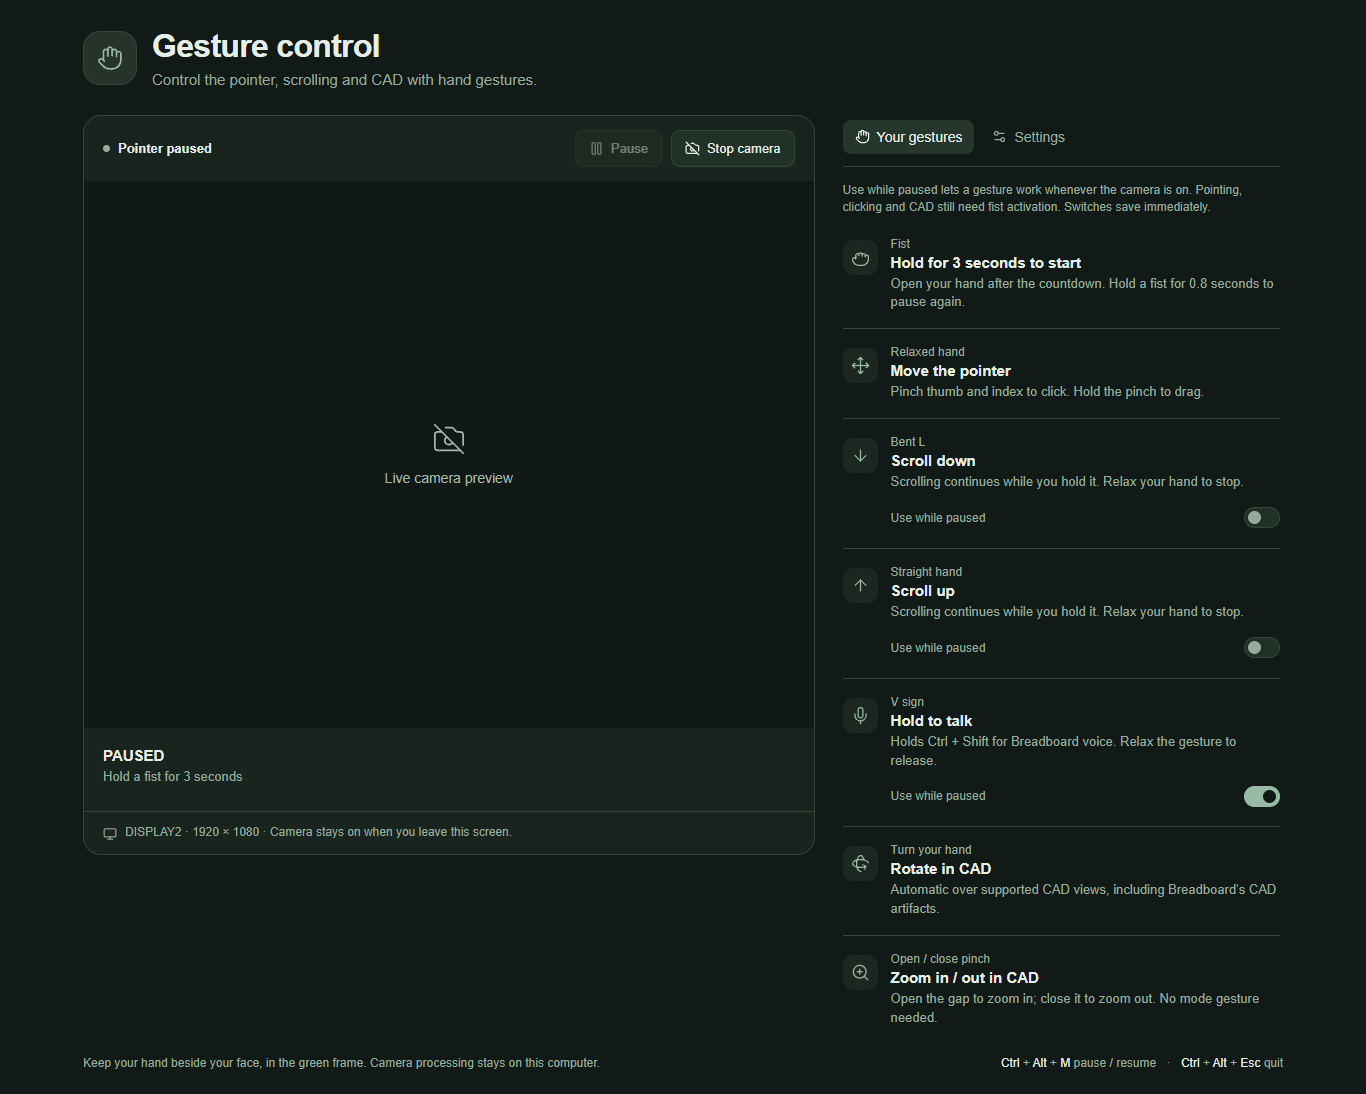 Gesture control
Control the pointer, scrolling and CAD with hand gestures.
Pointer paused
Pause
Stop camera
Live camera preview
PAUSED
Hold a fist for 3 seconds
DISPLAY2 · 1920 × 1080 · Camera stays on when you leave this screen.
Your gestures
Settings
Use while paused lets a gesture work whenever the camera is on. Pointing,
clicking and CAD still need fist activation. Switches save immediately.
Fist
Hold for 3 seconds to start
Open your hand after the countdown. Hold a fist for 0.8 seconds to
pause again.
Relaxed hand
Move the pointer
Pinch thumb and index to click. Hold the pinch to drag.
Bent L
Scroll down
Scrolling continues while you hold it. Relax your hand to stop.
Use while paused
Straight hand
Scroll up
Scrolling continues while you hold it. Relax your hand to stop.
Use while paused
V sign
Hold to talk
Holds Ctrl + Shift for Breadboard voice. Relax the gesture to
release.
Use while paused
Turn your hand
Rotate in CAD
Automatic over supported CAD views, including Breadboard's CAD
artifacts.
Open / close pinch
Zoom in / out in CAD
Open the gap to zoom in; close it to zoom out. No mode gesture
needed.
Keep your hand beside your face, in the green frame. Camera processing stays on this computer.
Ctrl + Alt + M pause / resume · Ctrl + Alt + Esc quit